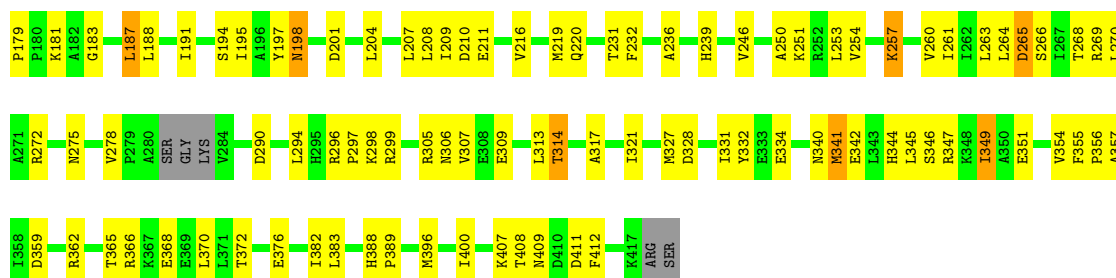 P179 P180 K181 A182 G183 L187 L188 I191 S194 I195 A196 Y197 N198 D201 L204 L207 L208 I209 D210 E211 V216 M219 Q220 T231 F232 A236 H239 V246 A250 K251 R252 L253 V254 K257 V260 I261 I262 L263 L264 D265 S266 I267 T268 R269
A271 R272 N275 V278 P279 A280 SER GLY LYS V284 D290 L294 H295 R296 P297 K298 R299 R305 N306 V307 E308 E309 L313 T314 A317 I321 M327 D328 I331 Y332 E333 E334 N340 M341 E342 L343 H344 L345 S346 R347 K348 I349 A350 E351 V354 F355 P356 A357
I358 D359 R362 T365 R366 K367 E368 E369 L370 L371 T372 E376 I382 L383 H388 P389 M396 I400 K407 T408 N409 D410 D411 F412 K417 ARG SER